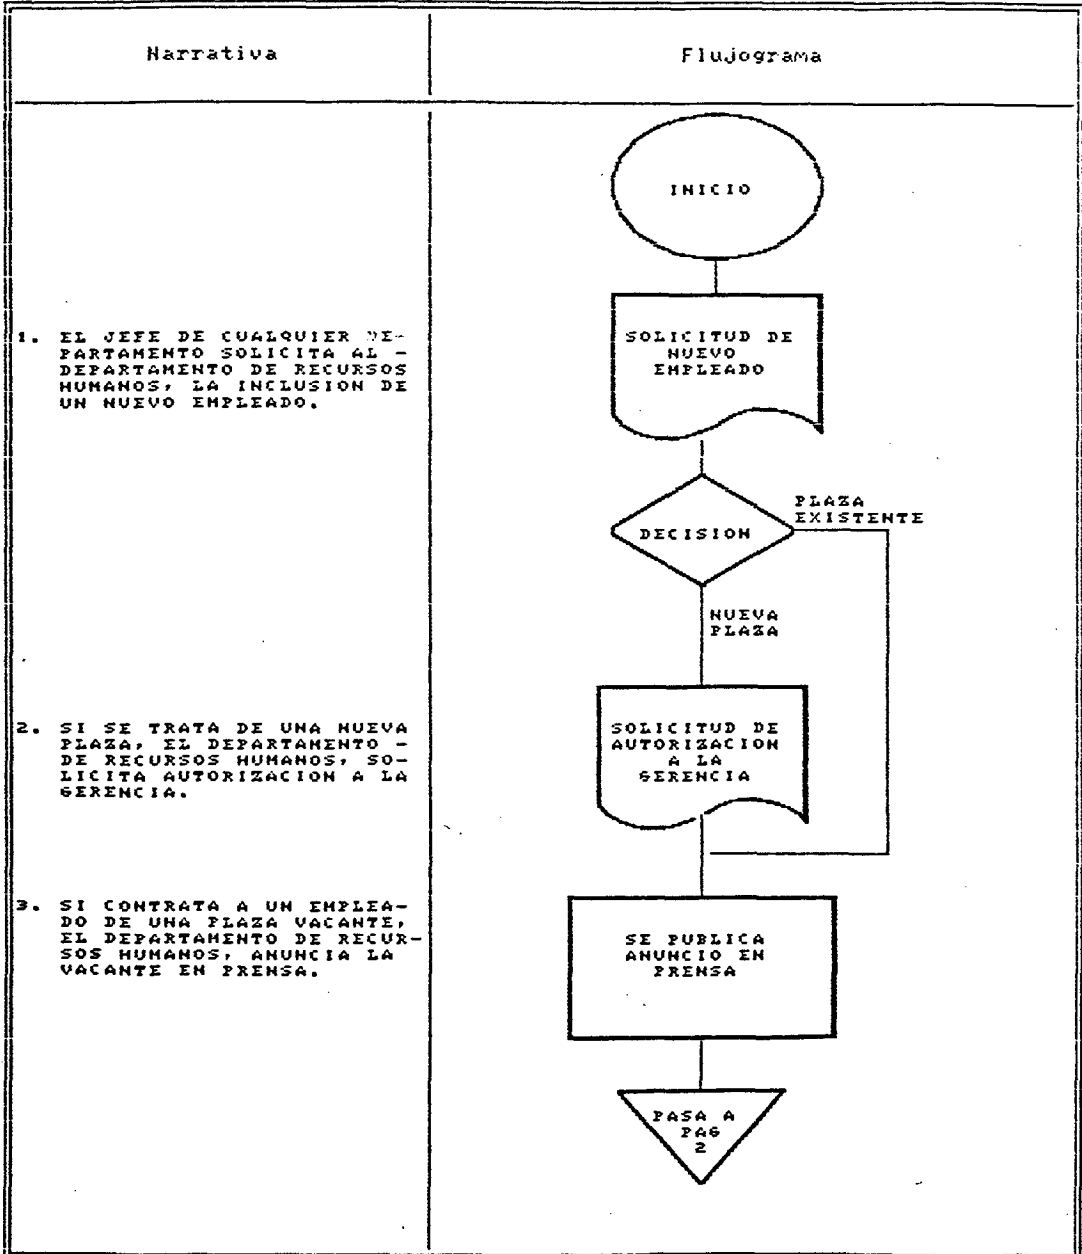 Narrativa
Flujograma
INICIO
1. EL JEFE DE CUALQUIER DE-
PARTAMENTO SOLICITA AL -
DEPARTAMENTO DE RECURSOS
HUMANOS, LA INCLUSION DE
UN NUEVO EMPLEADO.
SOLICITUD DE
NUEVO
EMPLEADO
DECISION
PLAZA
EXISTENTE
NUEVA
PLAZA
2. SI SE TRATA DE UNA NUEVA
PLAZA, EL DEPARTAMENTO -
DE RECURSOS HUMANOS, SO-
LICITA AUTORIZACION A LA
GERENCIA.
SOLICITUD DE
AUTORIZACION
A LA
GERENCIA
3. SI CONTRATA A UN EMPLEA-
DO DE UNA PLAZA VACANTE,
EL DEPARTAMENTO DE RECUR-
SOS HUMANOS, ANUNCIA LA
VACANTE EN PRENSA.
SE PUBLICA
ANUNCIO EN
PRENSA
PASA A
PAG
2